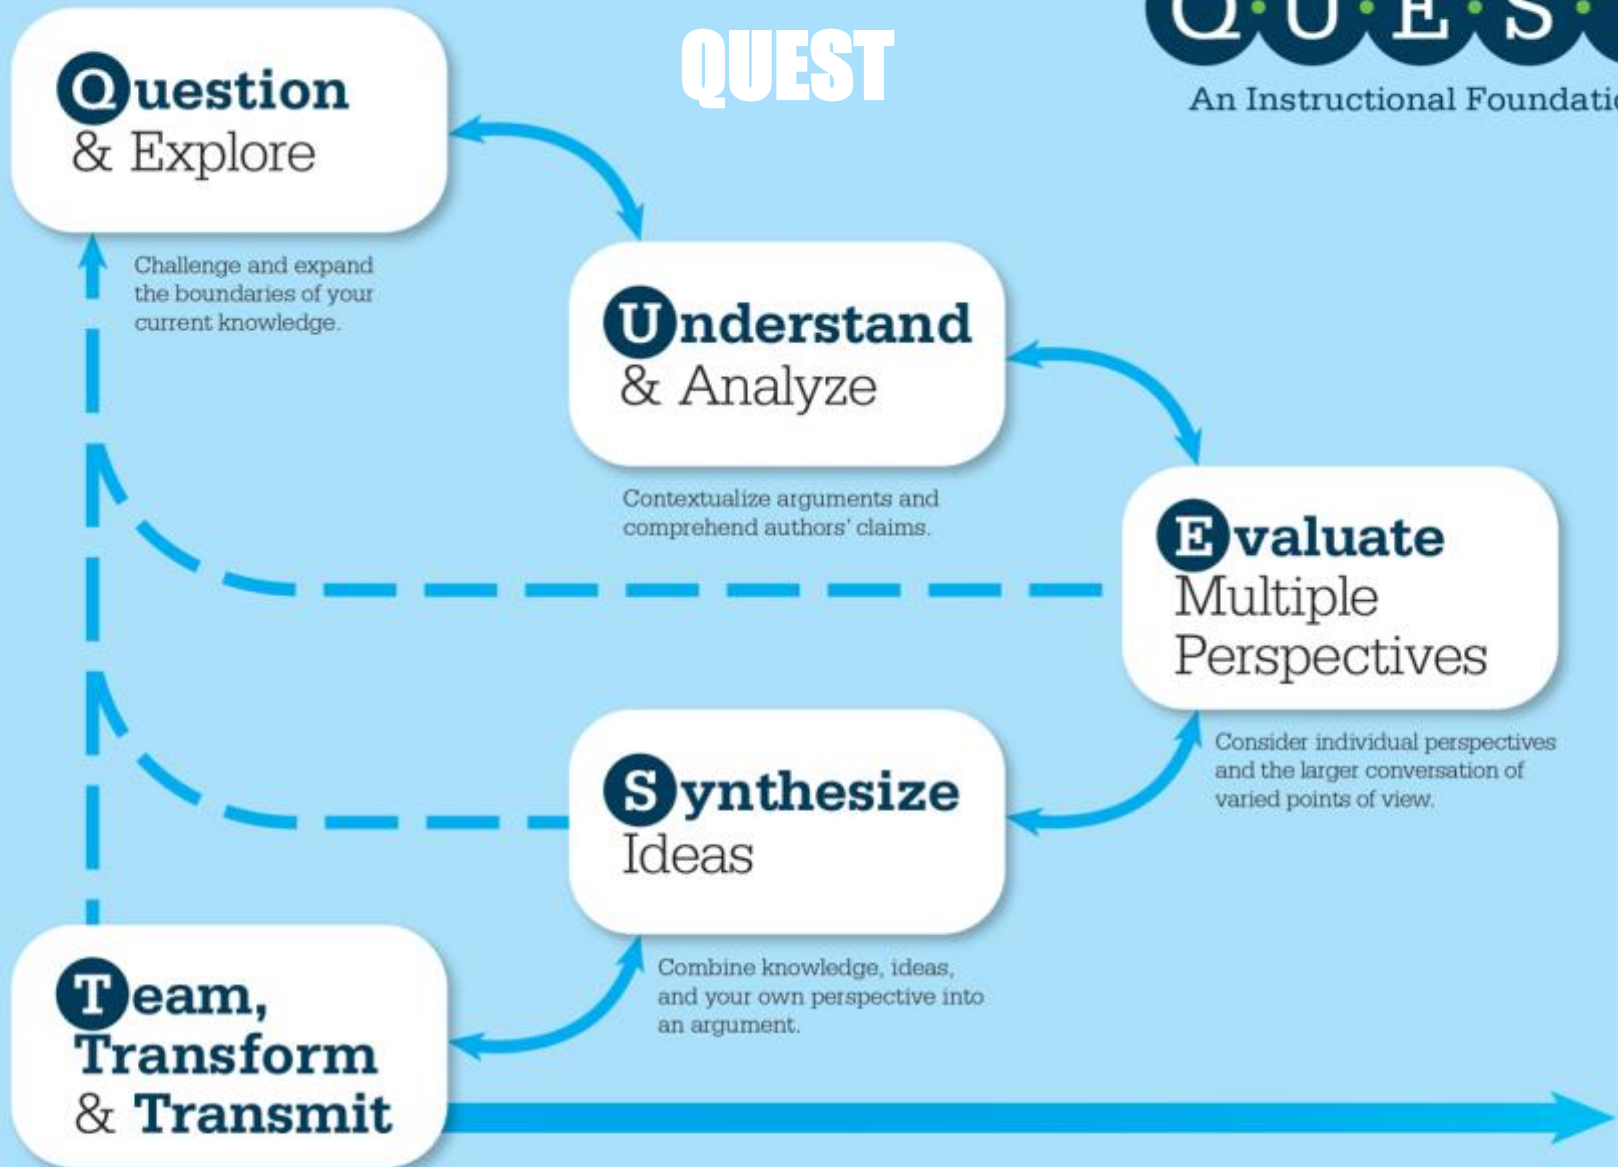 QUEST
Q·U·E·S·
An Instructional
Question
& Explore
Challenge and expand
the boundaries of your
current knowledge.
Understand
& Analyze
Contextualize arguments and
comprehend authors' claims.
Evaluate
Multiple
Perspectives
Consider individual perspectives
and the larger conversation of
varied points of view.
Synthesize
Ideas
Combine knowledge, ideas,
and your own perspective into
an argument.
Team,
Transform
& Transmit